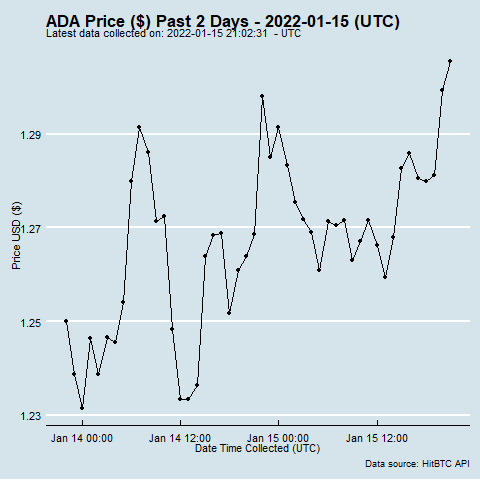 ADA Price ($) Past 2 Days - 2022-01-15 (UTC)
Latest data collected on: 2022-01-15 21:02:31 - UTC
1.29
1.27
1.25
1.23
Price USD ($)
Jan 14 00:00 Jan 14 12:00 Jan 15 00:00 Jan 15 12:00
Date Time Collected (UTC)
Data source: HitBTC API